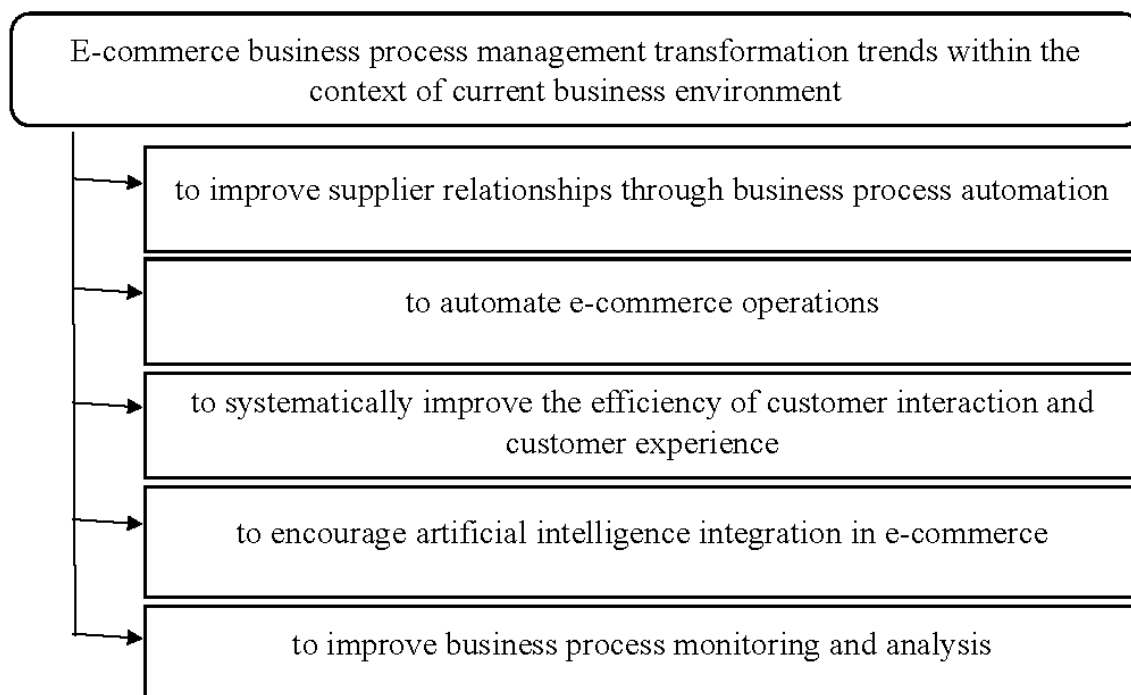 E-commerce business process management transformation trends within the
context of current business environment
to improve supplier relationships through business process automation
to automate e-commerce operations
to systematically improve the efficiency of customer interaction and
customer experience
to encourage artificial intelligence integration in e-commerce
to improve business process monitoring and analysis